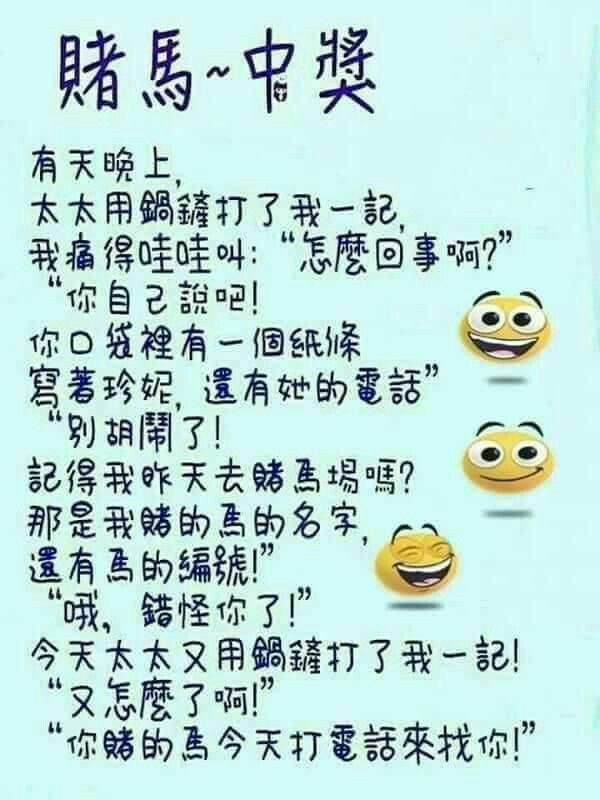 賭馬~中獎
有天晚上,
太太用鍋鏟打了我一記,
我痛得哇哇叫:“怎麼回事啊?”
“你自己說吧!
你口袋裡有一個紙條
寫著珍妮,還有她的電話”
“別胡鬧了!
記得我昨天去賭馬場嗎?
那是我賭的馬的名字,
還有馬的編號!”
“哦,錯怪你了!”
今天太太又用鍋鏟打了我一記!
“又怎麼了啊!”
“你賭的馬今天打電話來找你!”